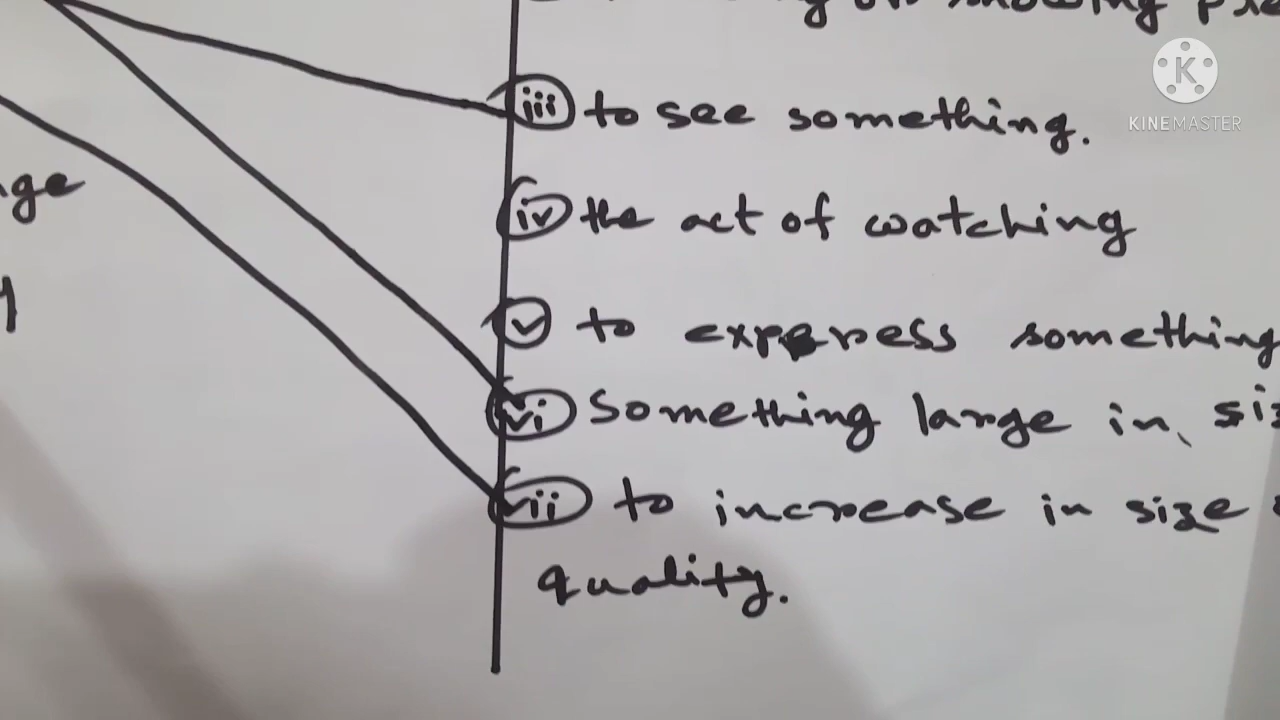 iii to see something.
KINEMASTER
iv the act of watching
v to express something
vi Something large in
vii to increase in size
quality.